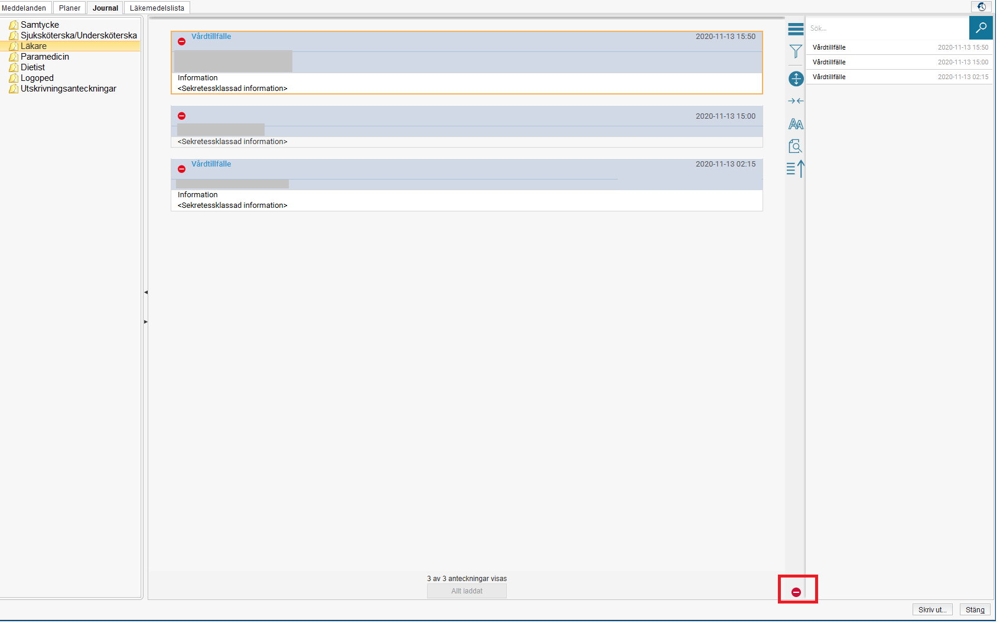 Meddelanden Planer Journal Läkemedelslista
Samtycke
Sjuksköterska/Undersköterska
Läkare
Paramedicin
Dietist
Logoped
Utskrivningsanteckningar
Vårdtillfälle 2020-11-13 15:50
Information
<Sekretessklassad information>
2020-11-13 15:00
<Sekretessklassad information>
Vårdtillfälle 2020-11-13 02:15
Information
<Sekretessklassad information>
3 av 3 anteckningar visas
Allt laddat
AA
Sök...
Vårdtillfälle 2020-11-13 15:50
Vårdtillfälle 2020-11-13 15:00
Vårdtillfälle 2020-11-13 02:15
Skriv ut... Stäng